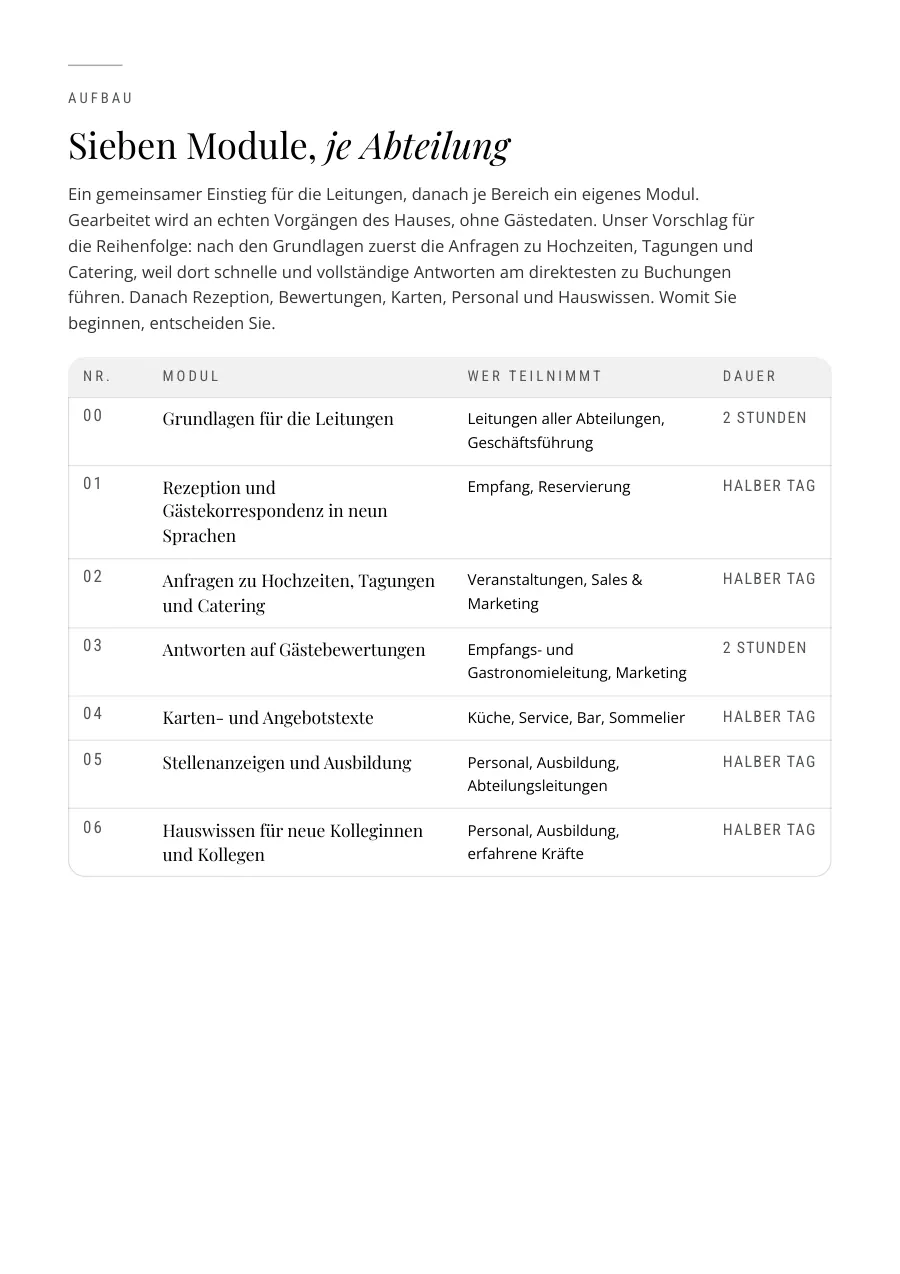 AUFBAU
Sieben Module, je Abteilung
Ein gemeinsamer Einstieg für die Leitungen, danach je Bereich ein eigenes Modul.
Gearbeitet wird an echten Vorgängen des Hauses, ohne Gästedaten. Unser Vorschlag für
die Reihenfolge: nach den Grundlagen zuerst die Anfragen zu Hochzeiten, Tagungen und
Catering, weil dort schnelle und vollständige Antworten am direktesten zu Buchungen
führen. Danach Rezeption, Bewertungen, Karten, Personal und Hauswissen. Womit Sie
beginnen, entscheiden Sie.
NR. MODUL WER TEILNIMMT DAUER
00 Grundlagen für die Leitungen Leitungen aller Abteilungen, 2 STUNDEN
Geschäftsführung
01 Rezeption und Empfang, Reservierung HALBER TAG
Gästekorrespondenz in neun
Sprachen
02 Anfragen zu Hochzeiten, Tagungen Veranstaltungen, Sales & HALBER TAG
und Catering Marketing
03 Antworten auf Gästebewertungen Empfangs- und 2 STUNDEN
Gastronomieleitung, Marketing
04 Karten- und Angebotstexte Küche, Service, Bar, Sommelier HALBER TAG
05 Stellenanzeigen und Ausbildung Personal, Ausbildung, HALBER TAG
Abteilungsleitungen
06 Hauswissen für neue Kolleginnen Personal, Ausbildung, HALBER TAG
und Kollegen erfahrene Kräfte